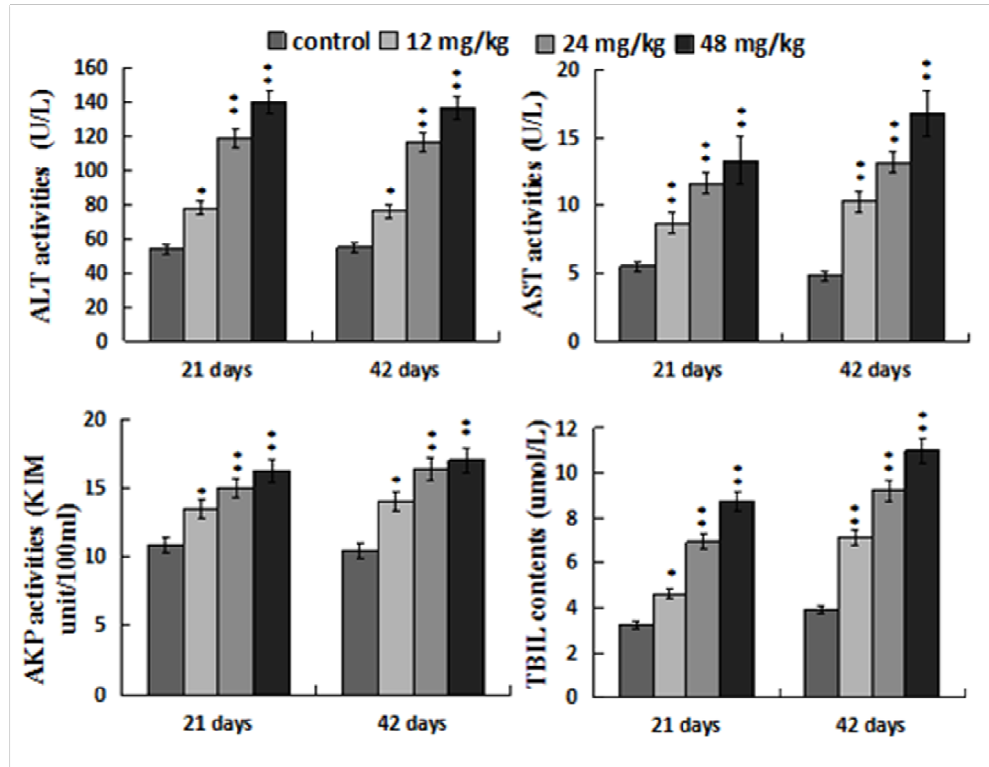 control 12 mg/kg 24 mg/kg 48 mg/kg
ALT activities (U/L)
160
140
120
100
80
60
40
20
0
* ** **
* ** **
21 days 42 days
AST activities (U/L)
20
15
10
5
0
** ** **
** ** **
21 days 42 days
AKP activities (KIM
unit/100ml)
20
15
10
5
0
* ** **
* ** **
21 days 42 days
TBIL contents (umol/L)
12
10
8
6
4
2
0
* ** **
** ** **
21 days 42 days